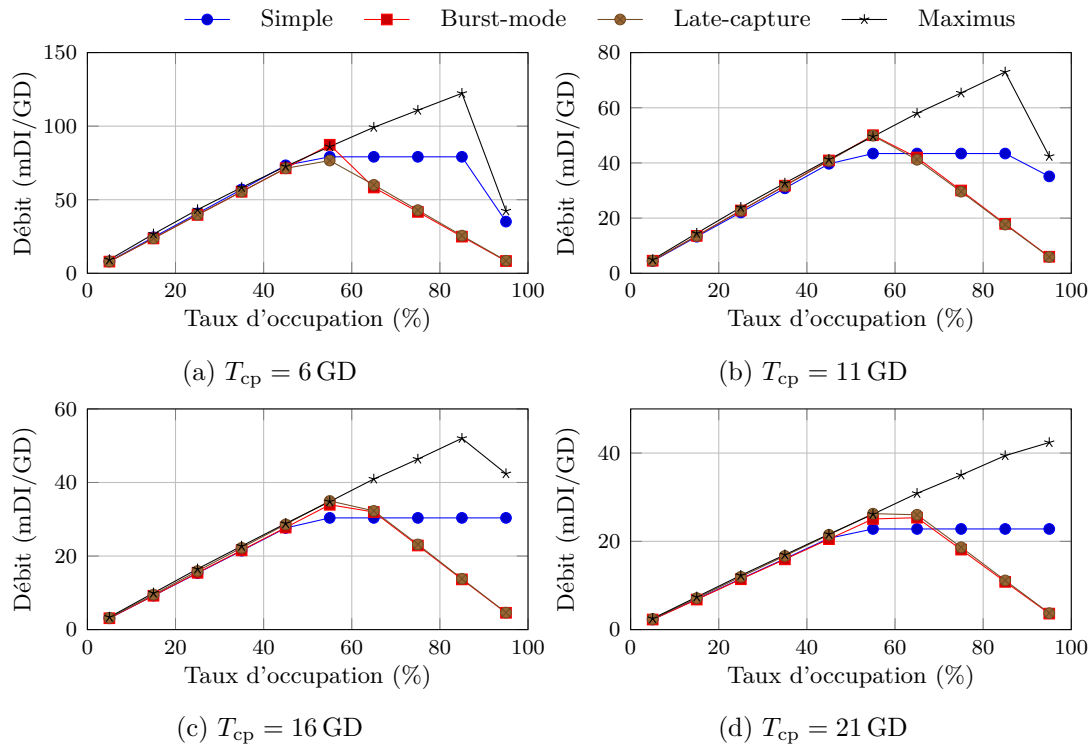 Simple Burst-mode Late-capture Maximus
150
100
50
0
0 20 40 60 80 100
Débit (mDI/GD)
Taux d'occupation (%)
(a) Tcp = 6 GD
80
60
40
20
0
0 20 40 60 80 100
Débit (mDI/GD)
Taux d'occupation (%)
(b) Tcp = 11 GD
60
40
20
0
0 20 40 60 80 100
Débit (mDI/GD)
Taux d'occupation (%)
(c) Tcp = 16 GD
40
20
0
0 20 40 60 80 100
Débit (mDI/GD)
Taux d'occupation (%)
(d) Tcp = 21 GD